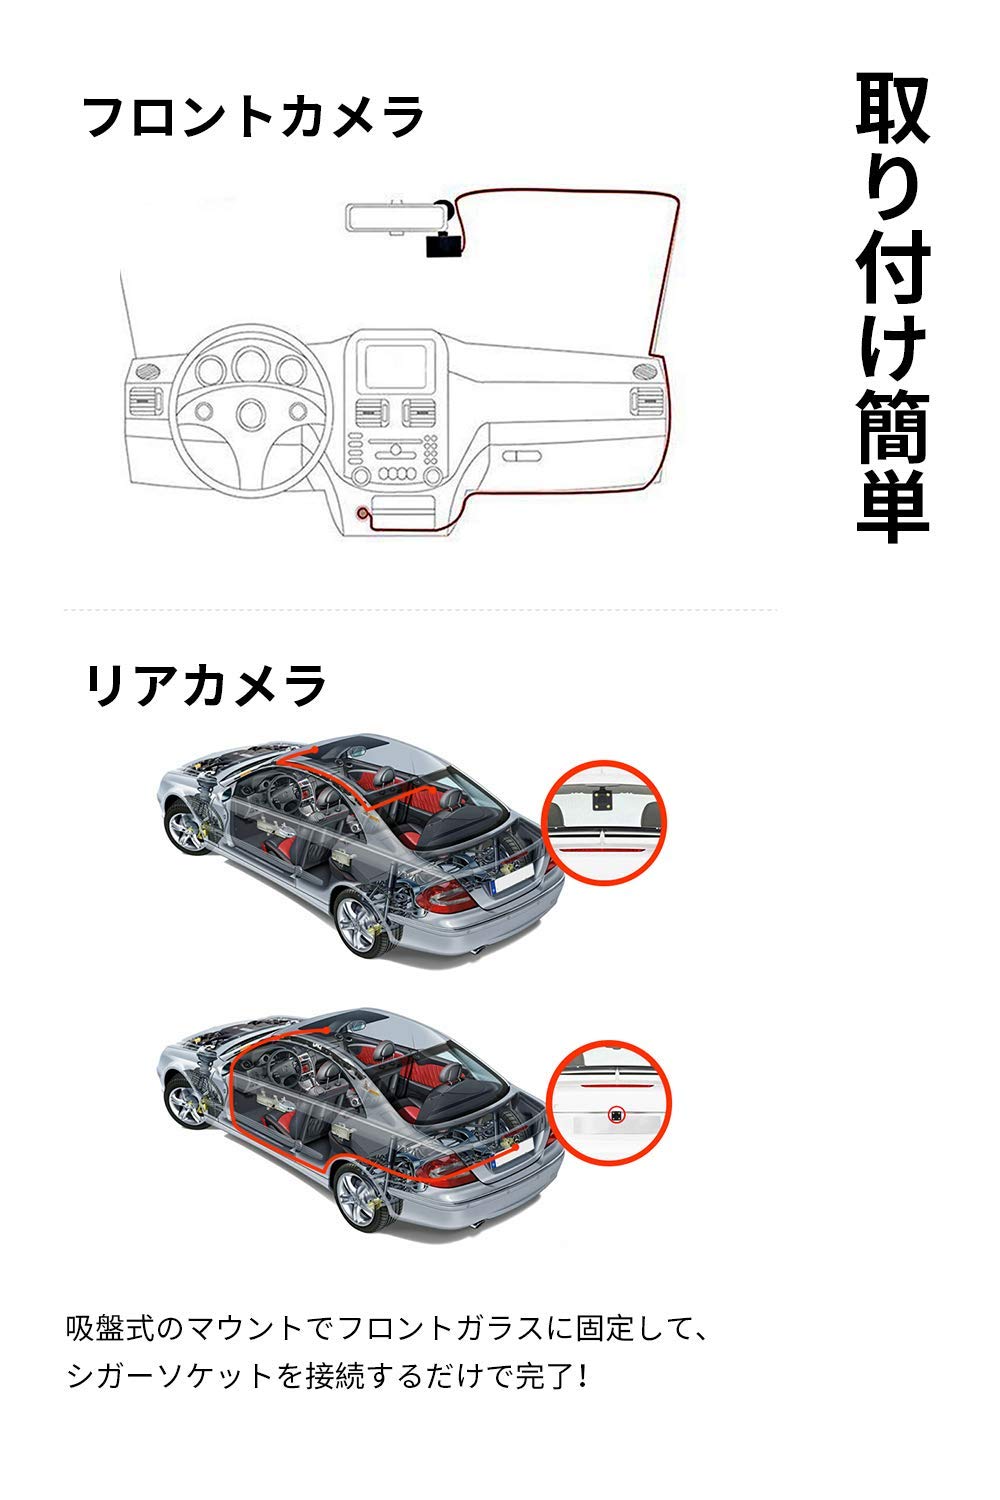 取り付け簡単
フロントカメラ
リアカメラ
吸盤式のマウントでフロントガラスに固定して、
シガーソケットを接続するだけで完了！